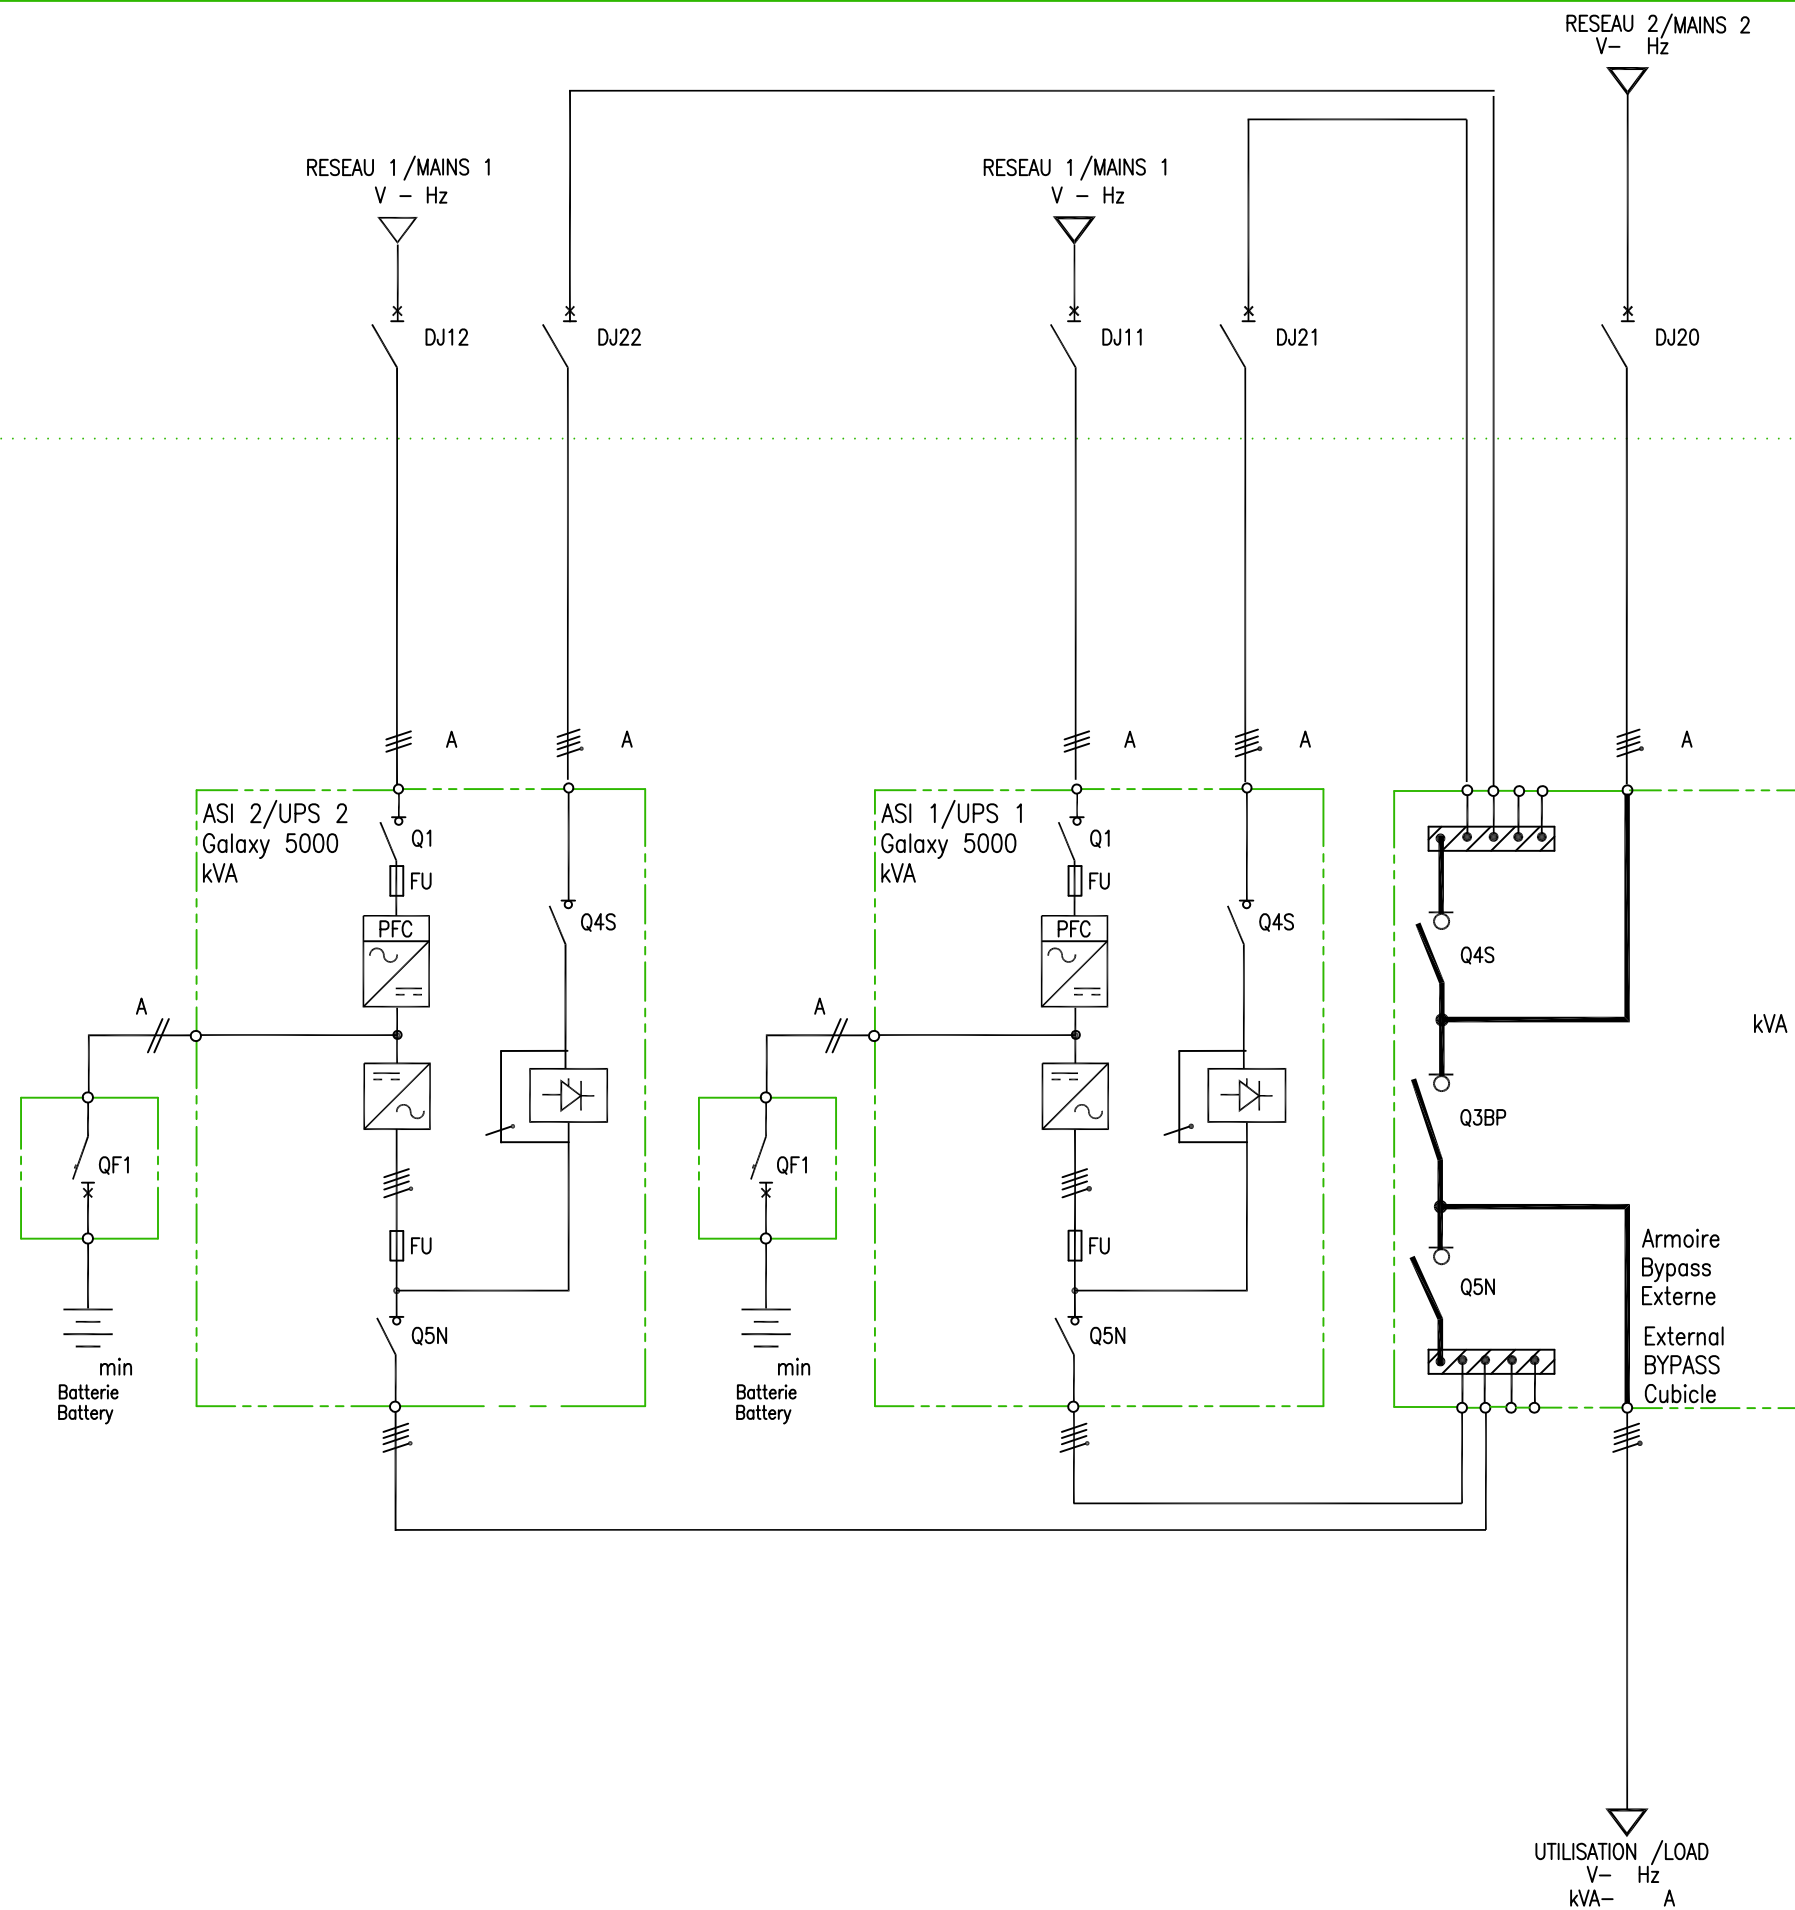 RESEAU 2/MAINS 2
V- Hz
RESEAU 1/MAINS 1
V - Hz
RESEAU 1/MAINS 1
V - Hz
DJ12
DJ22
DJ11
DJ21
DJ20
A
A
A
A
A
ASI 2/UPS 2
Galaxy 5000
kVA
Q1
FU
PFC
Q4S
A
QF1
FU
Q5N
min
Batterie
Battery
ASI 1/UPS 1
Galaxy 5000
kVA
Q1
FU
PFC
Q4S
A
QF1
FU
Q5N
min
Batterie
Battery
Q4S
kVA
Q3BP
Q5N
Armoire
Bypass
Externe
External
BYPASS
Cubicle
UTILISATION /LOAD
V- Hz
kVA- A